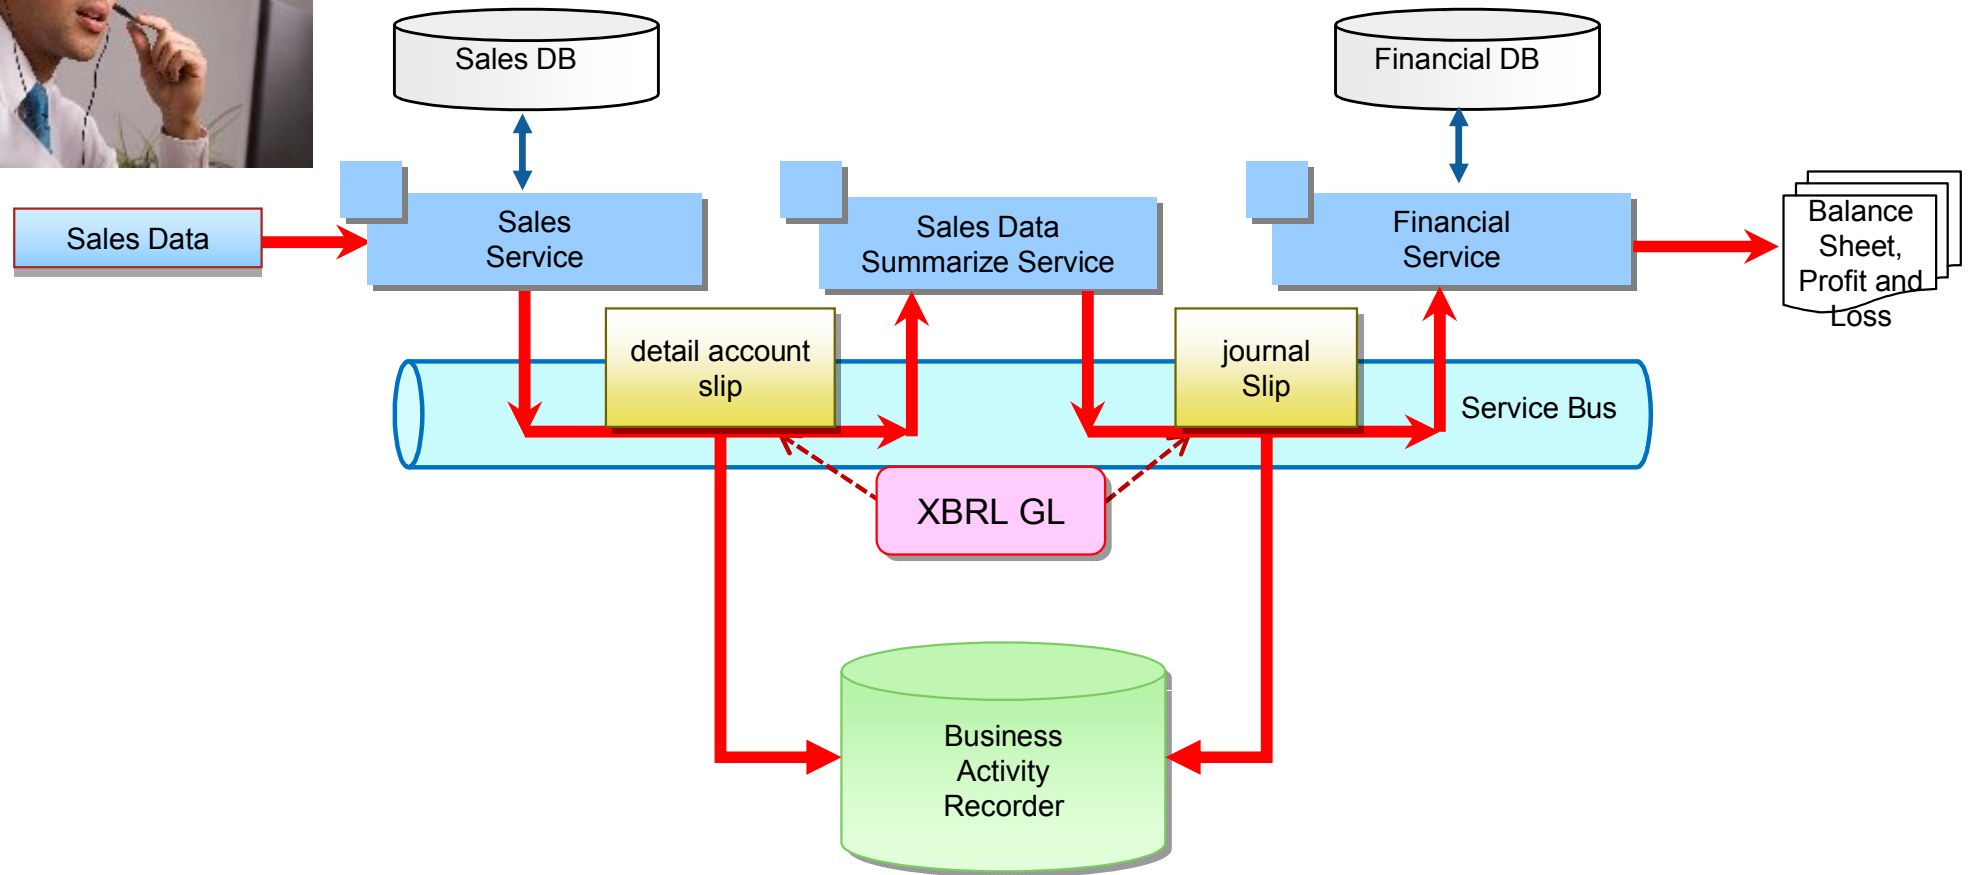 Sales DB
Financial DB
Sales Data
Sales
Service
Sales Data
Summarize Service
Financial
Service
Balance
Sheet,
Profit and
Loss
detail account
slip
journal
Slip
Service Bus
XBRL GL
Business
Activity
Recorder